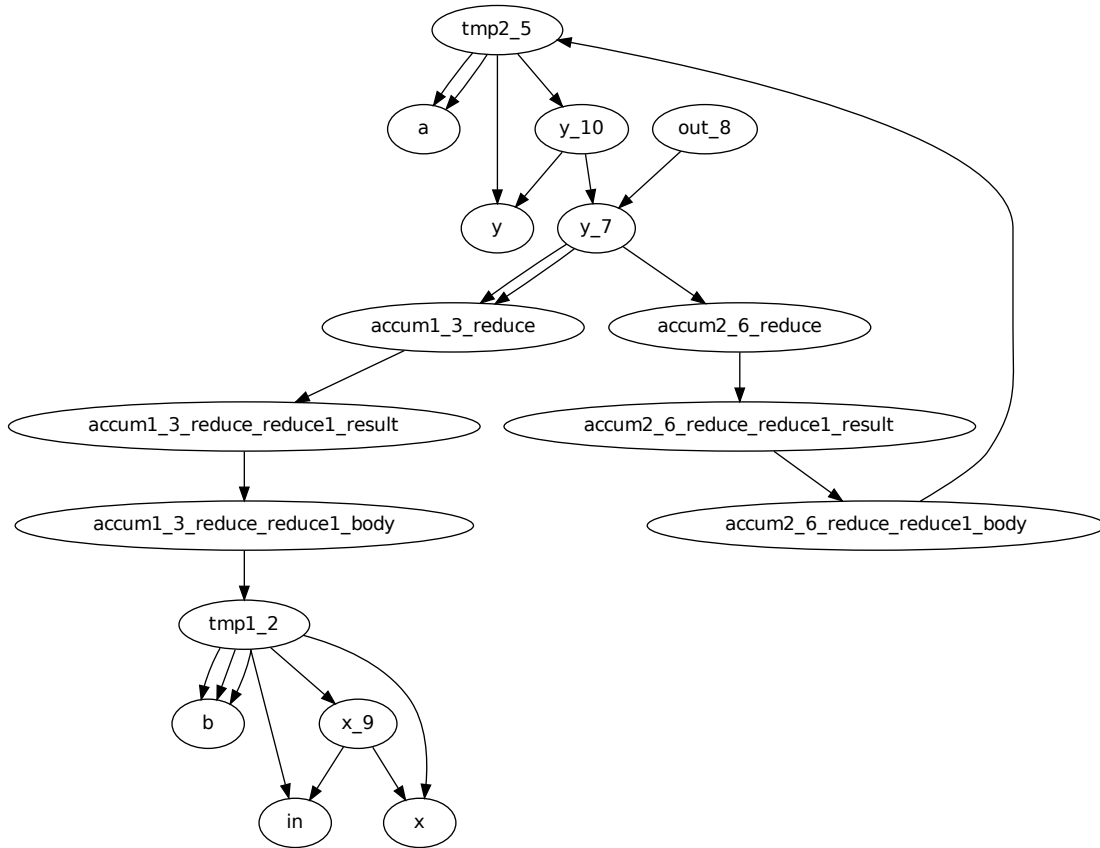 tmp2_5
a
y_10
out_8
y
y_7
accum1_3_reduce
accum2_6_reduce
accum1_3_reduce_reduce1_result
accum2_6_reduce_reduce1_result
accum1_3_reduce_reduce1_body
accum2_6_reduce_reduce1_body
tmp1_2
b
x_9
in
x